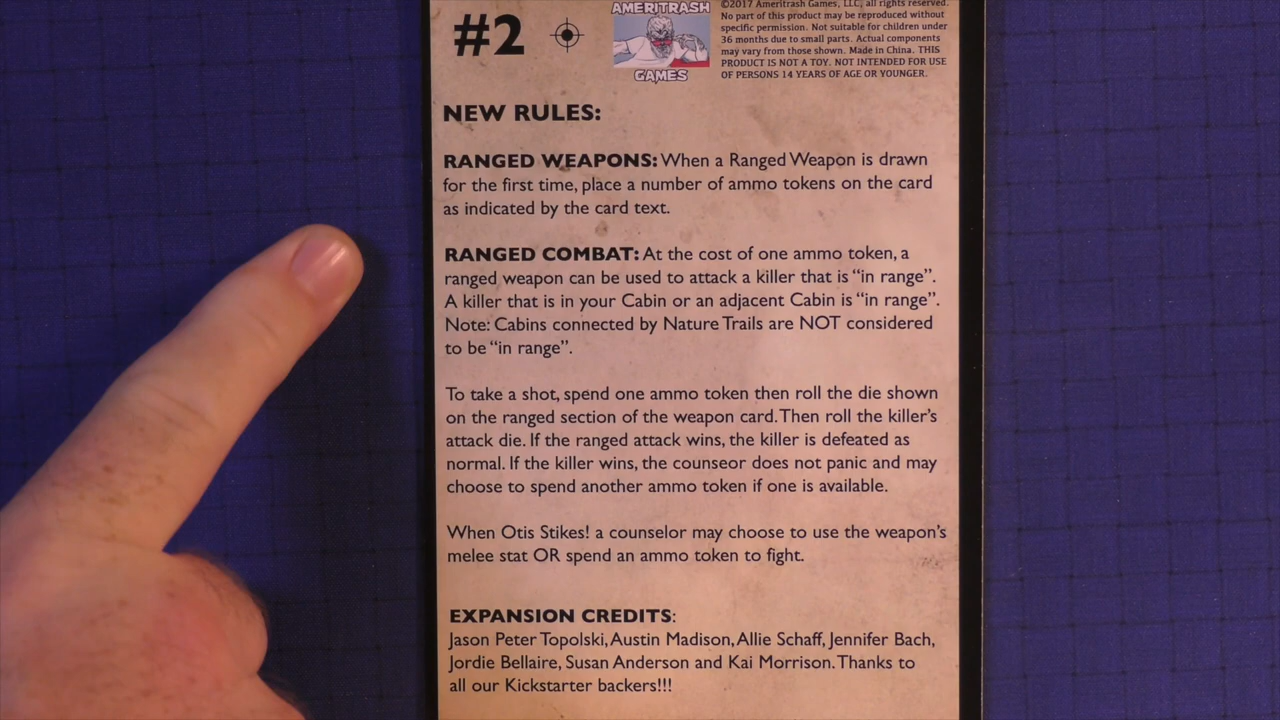 #2
AMERITRASH
GAMES
©2017 Ameritrash Games, LLC, all rights reserved.
No part of this product may be reproduced without
specific permission. Not suitable for children under
36 months due to small parts. Actual components
may vary from those shown. Made in China. THIS
PRODUCT IS NOT A TOY. NOT INTENDED FOR USE
OF PERSONS 14 YEARS OF AGE OR YOUNGER.
NEW RULES:
RANGED WEAPONS: When a Ranged Weapon is drawn
for the first time, place a number of ammo tokens on the card
as indicated by the card text.
RANGED COMBAT: At the cost of one ammo token, a
ranged weapon can be used to attack a killer that is “in range”.
A killer that is in your Cabin or an adjacent Cabin is “in range”.
Note: Cabins connected by Nature Trails are NOT considered
to be “in range”.
To take a shot, spend one ammo token then roll the die shown
on the ranged section of the weapon card. Then roll the killer’s
attack die. If the ranged attack wins, the killer is defeated as
normal. If the killer wins, the counseor does not panic and may
choose to spend another ammo token if one is available.
When Otis Stikes! a counselor may choose to use the weapon’s
melee stat OR spend an ammo token to fight.
EXPANSION CREDITS:
Jason Peter Topolski, Austin Madison, Allie Schaff, Jennifer Bach,
Jordie Bellaire, Susan Anderson and Kai Morrison. Thanks to
all our Kickstarter backers!!!